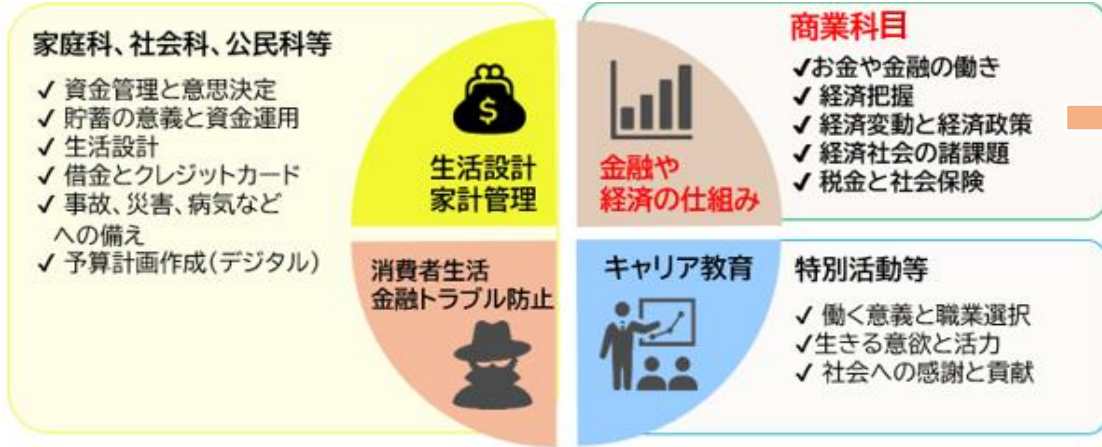 家庭科、社会科、公民科等
✓ 資金管理と意思決定
✓ 貯蓄の意義と資金運用
✓ 生活設計
✓ 借金とクレジットカード
✓ 事故、災害、病気など
への備え
✓ 予算計画作成(デジタル)
$
生活設計
家計管理
金融や
経済の仕組み
商業科目
✓お金や金融の働き
✓ 経済把握
✓ 経済変動と経済政策
✓ 経済社会の諸課題
✓ 税金と社会保険
消費者生活
金融トラブル防止
キャリア教育
特別活動等
✓ 働く意義と職業選択
✓生きる意欲と活力
✓ 社会への感謝と貢献